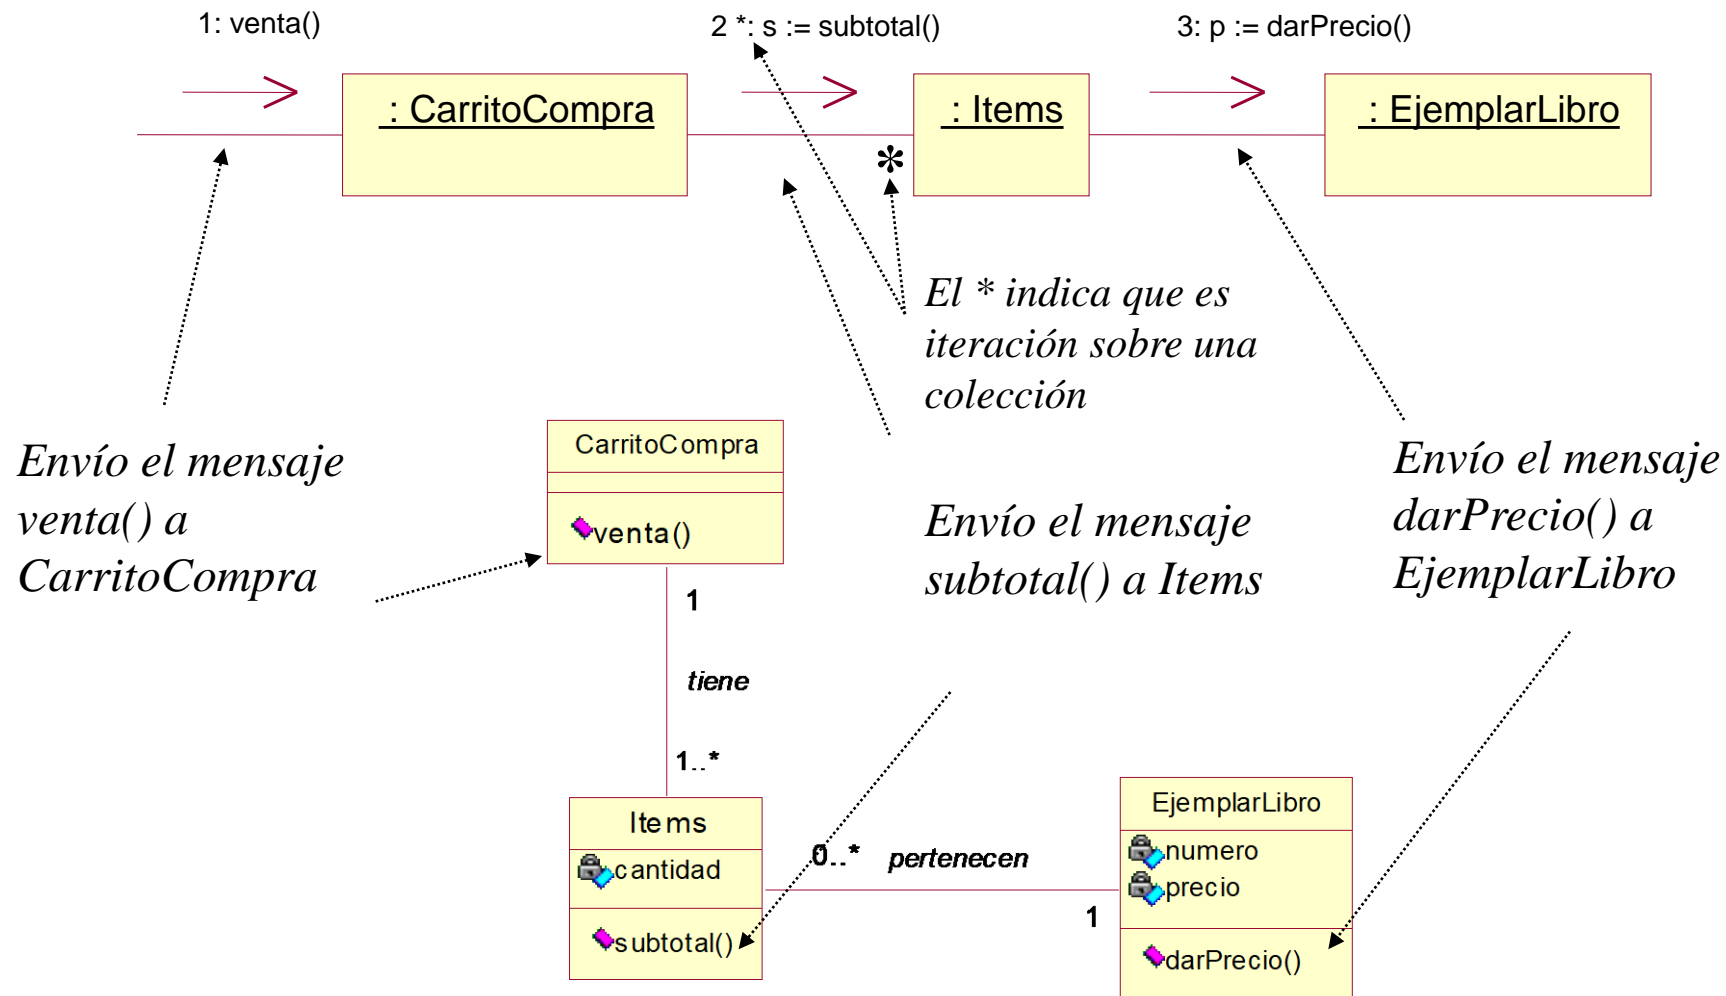 1: venta()
2 *: s := subtotal()
3: p := darPrecio()
: CarritoCompra
: Items
: EjemplarLibro
*
El * indica que es
iteración sobre una
colección
Envío el mensaje
venta() a
CarritoCompra
CarritoCompra
venta()
Envío el mensaje
subtotal() a Items
Envío el mensaje
darPrecio() a
EjemplarLibro
1
tiene
1..*
Items
cantidad
subtotal()
0..*
pertenecen
1
EjemplarLibro
numero
precio
darPrecio()